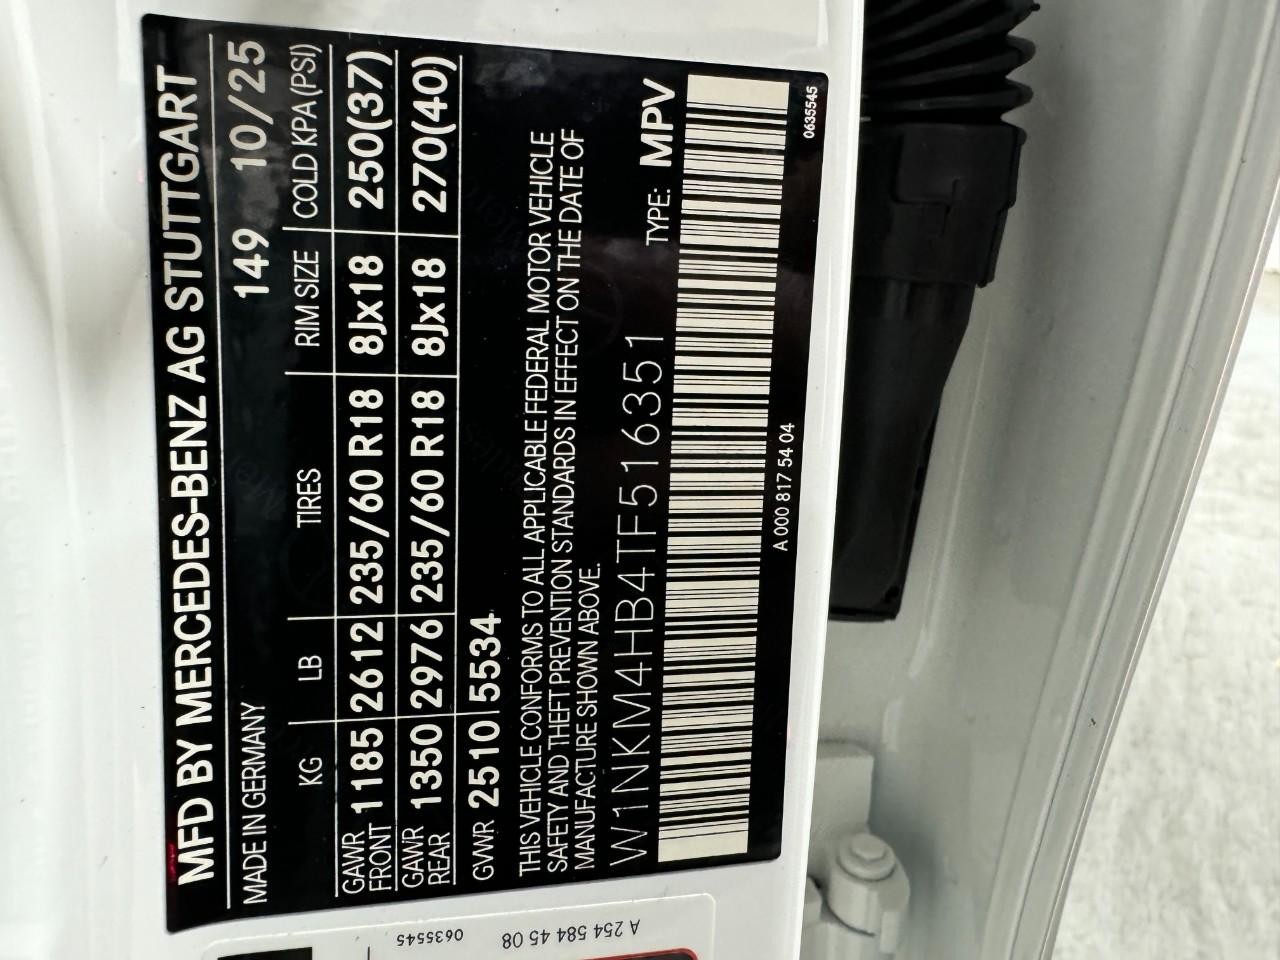 MFD BY MERCEDES-BENZ AG STUTTGART
MADE IN GERMANY 149 10/25
KG LB TIRES RIM SIZE COLD KPA (PSI)
GAWR FRONT 1185 2612 235/60 R18 8Jx18 250(37)
GAWR REAR 1350 2976 235/60 R18 8Jx18 270(40)
GVWR 2510 5534
THIS VEHICLE CONFORMS TO ALL APPLICABLE FEDERAL MOTOR VEHICLE
SAFETY AND THEFT PREVENTION STANDARDS IN EFFECT ON THE DATE OF
MANUFACTURE SHOWN ABOVE.
W1NKM4HB4TF516351 TYPE: MPV
A 000 817 54 04 0635545
A 254 584 45 08 0635545